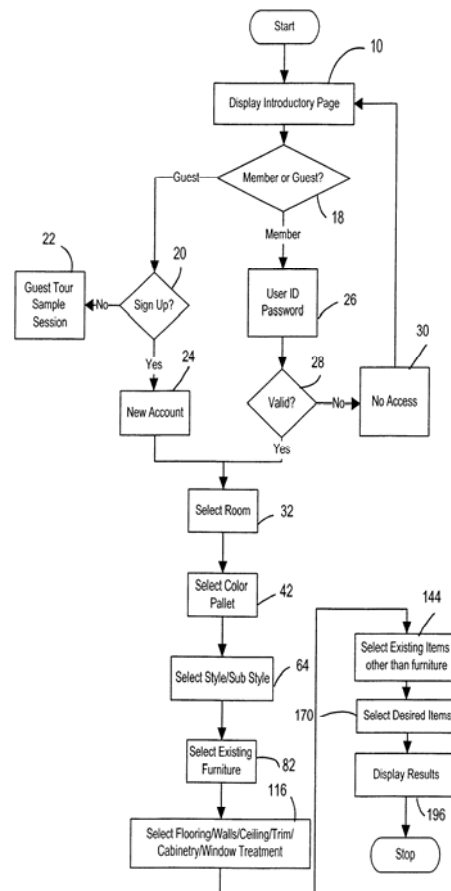 Start
10
Display Introductory Page
Member or Guest?
Guest
18
Member
22
20
Guest Tour
Sample
Session
No
Sign Up?
User ID
Password
26
30
Yes
24
28
New Account
Valid?
No
No Access
Yes
Select Room
32
Select Color
Pallet
42
Select Style/Sub Style
64
Select Existing
Furniture
82
116
Select Flooring/Walls/Ceiling/Trim/
Cabinetry/Window Treatment
144
Select Existing Items
other than furniture
170
Select Desired Items
Display Results
196
Stop